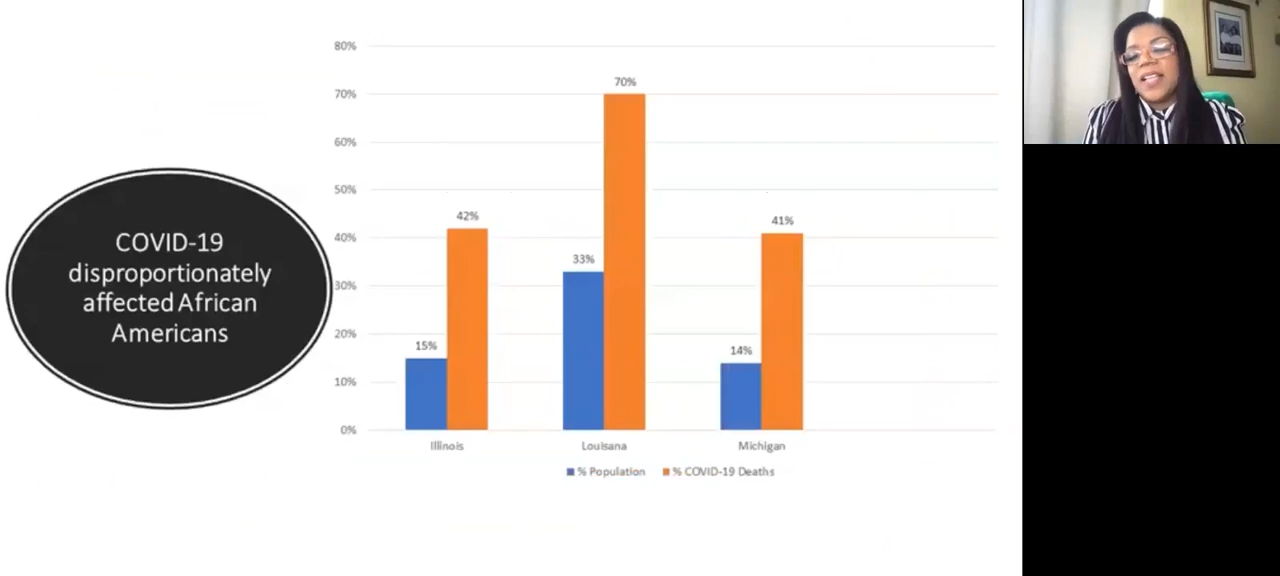 COVID-19
disproportionately
affected African
Americans
80%
70%
60%
50%
40%
30%
20%
10%
0%
15%
42%
33%
70%
14%
41%
Illinois
Louisana
Michigan
% Population
% COVID-19 Deaths